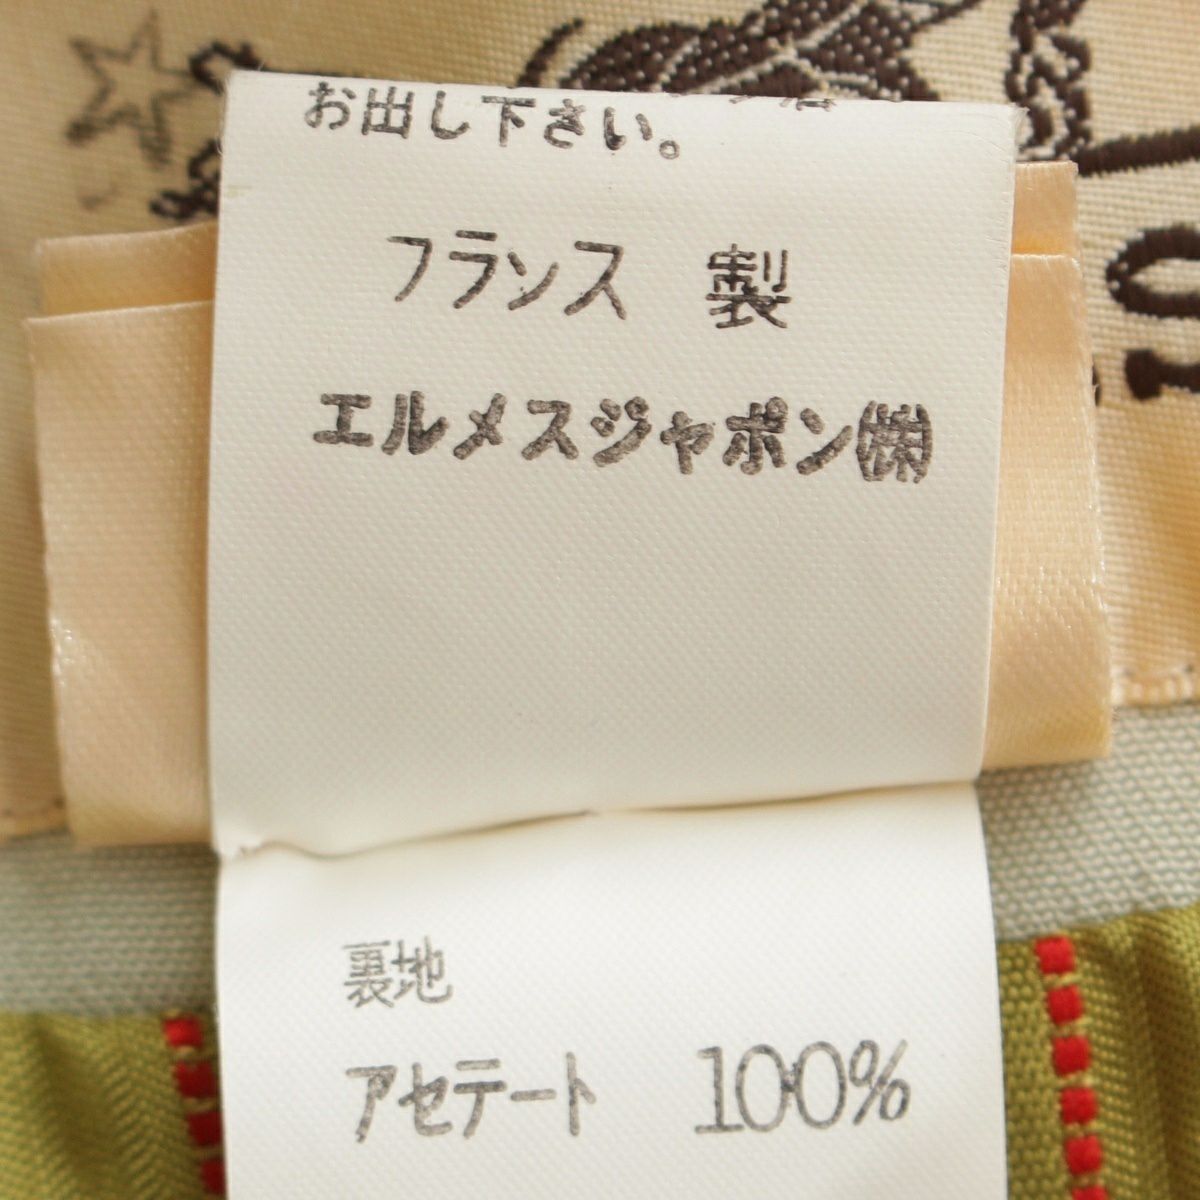 お出し下さい。
フランス 製
エルメスジャポン㈱
裏地
アセテート 100%